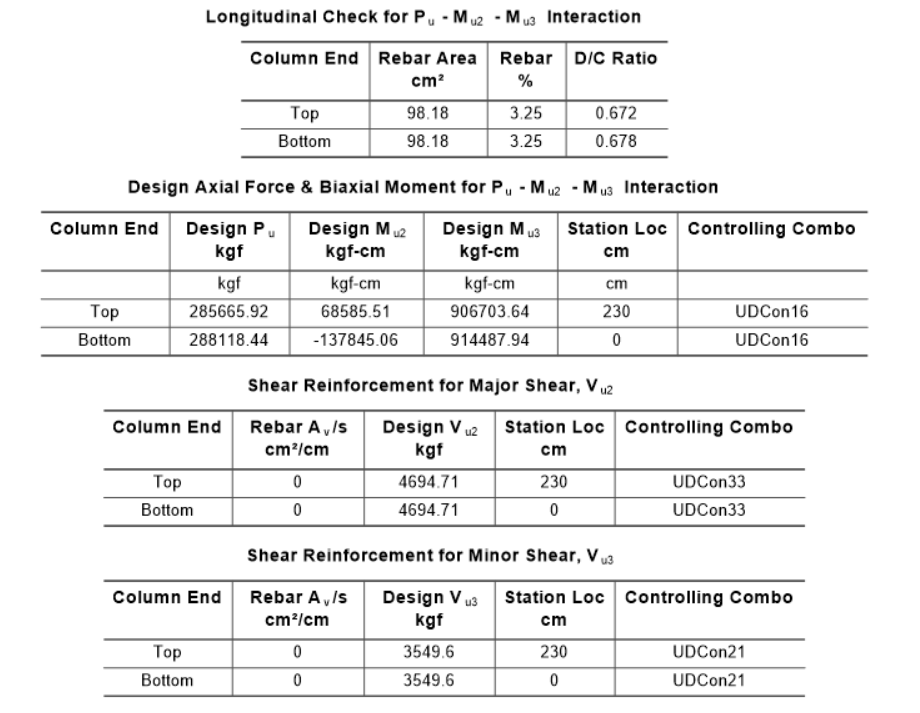 Longitudinal Check for P u - M u2 - M u3 Interaction
Column End Rebar Area cm² Rebar % D/C Ratio
Top 98.18 3.25 0.672
Bottom 98.18 3.25 0.678
Design Axial Force & Biaxial Moment for P u - M u2 - M u3 Interaction
Column End Design P u kgf Design M u2 kgf-cm Design M u3 kgf-cm Station Loc cm Controlling Combo
kgf kgf-cm kgf-cm cm
Top 285665.92 68585.51 906703.64 230 UDCon16
Bottom 288118.44 -137845.06 914487.94 0 UDCon16
Shear Reinforcement for Major Shear, V u2
Column End Rebar A v /s cm²/cm Design V u2 kgf Station Loc cm Controlling Combo
Top 0 4694.71 230 UDCon33
Bottom 0 4694.71 0 UDCon33
Shear Reinforcement for Minor Shear, V u3
Column End Rebar A v /s cm²/cm Design V u3 kgf Station Loc cm Controlling Combo
Top 0 3549.6 230 UDCon21
Bottom 0 3549.6 0 UDCon21